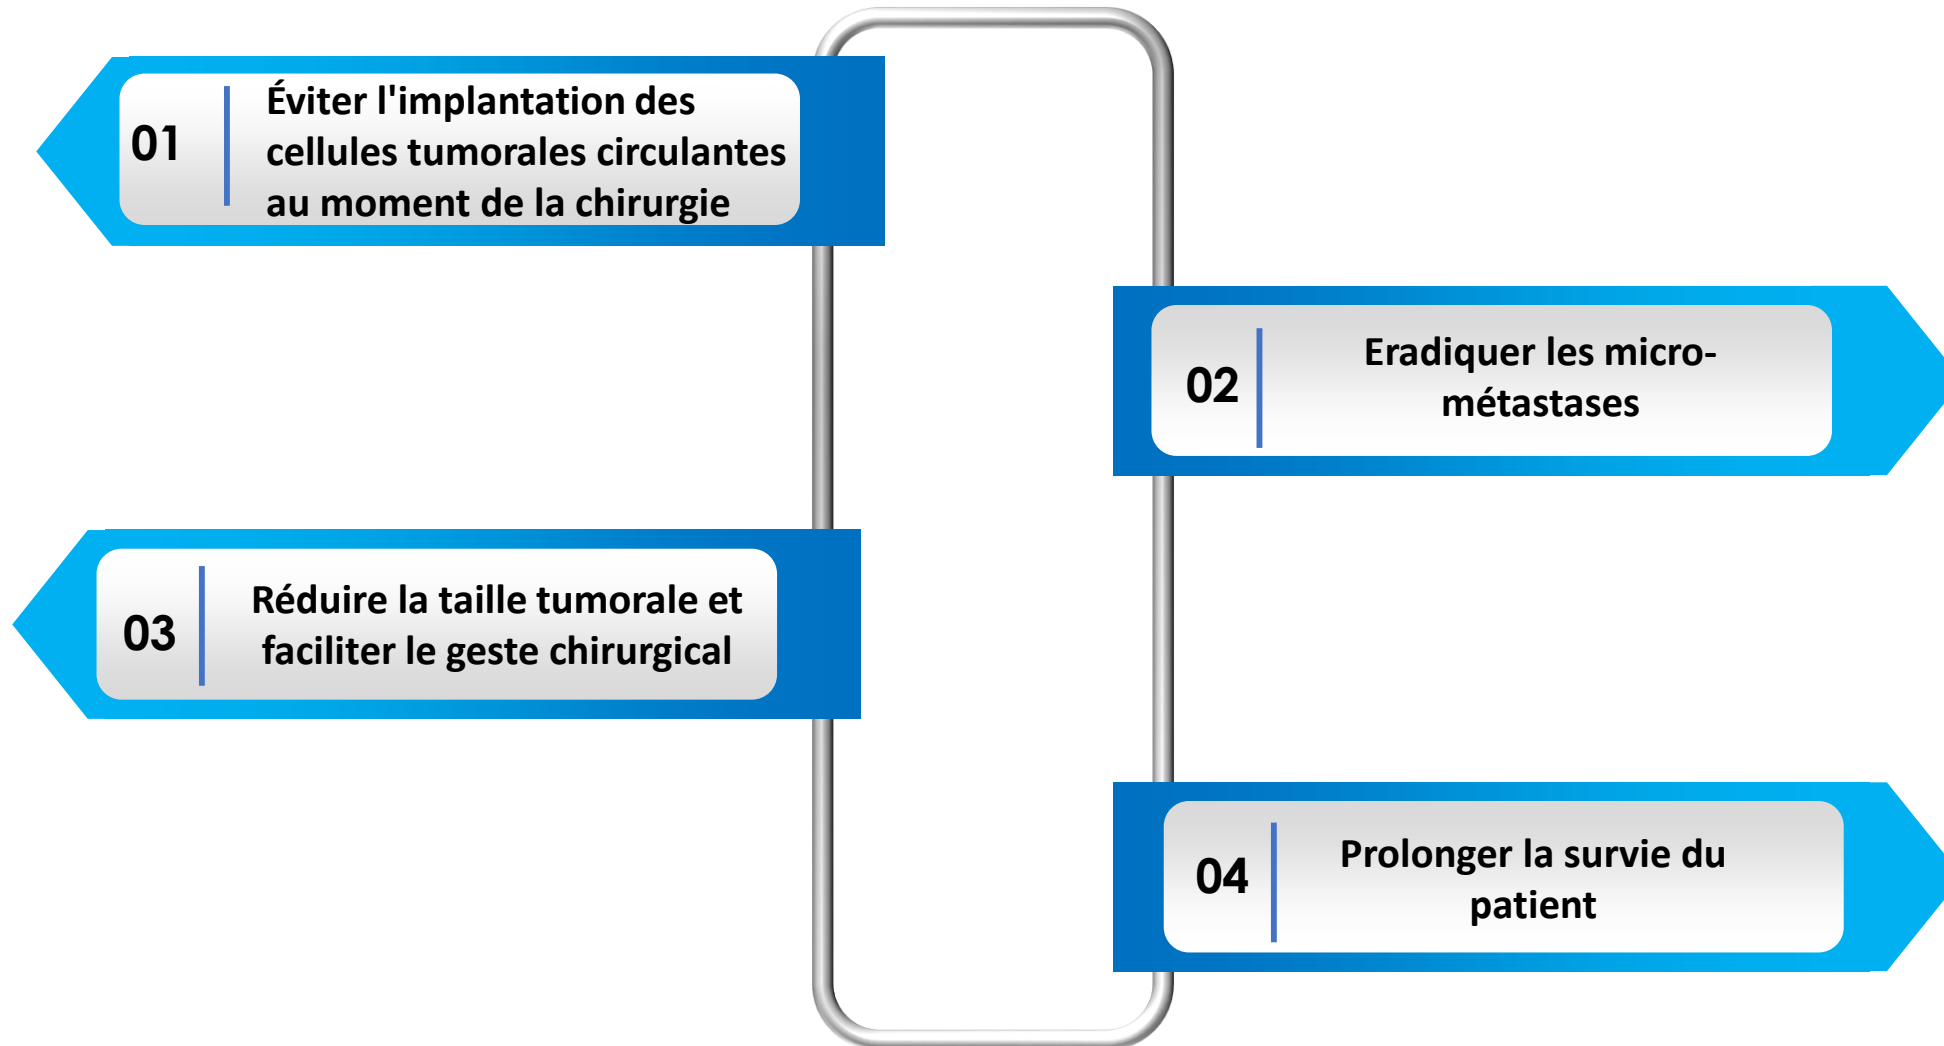 01
Éviter l'implantation des
cellules tumorales circulantes
au moment de la chirurgie
02
Eradiquer les micro-
métastases
03
Réduire la taille tumorale et
faciliter le geste chirurgical
04
Prolonger la survie du
patient